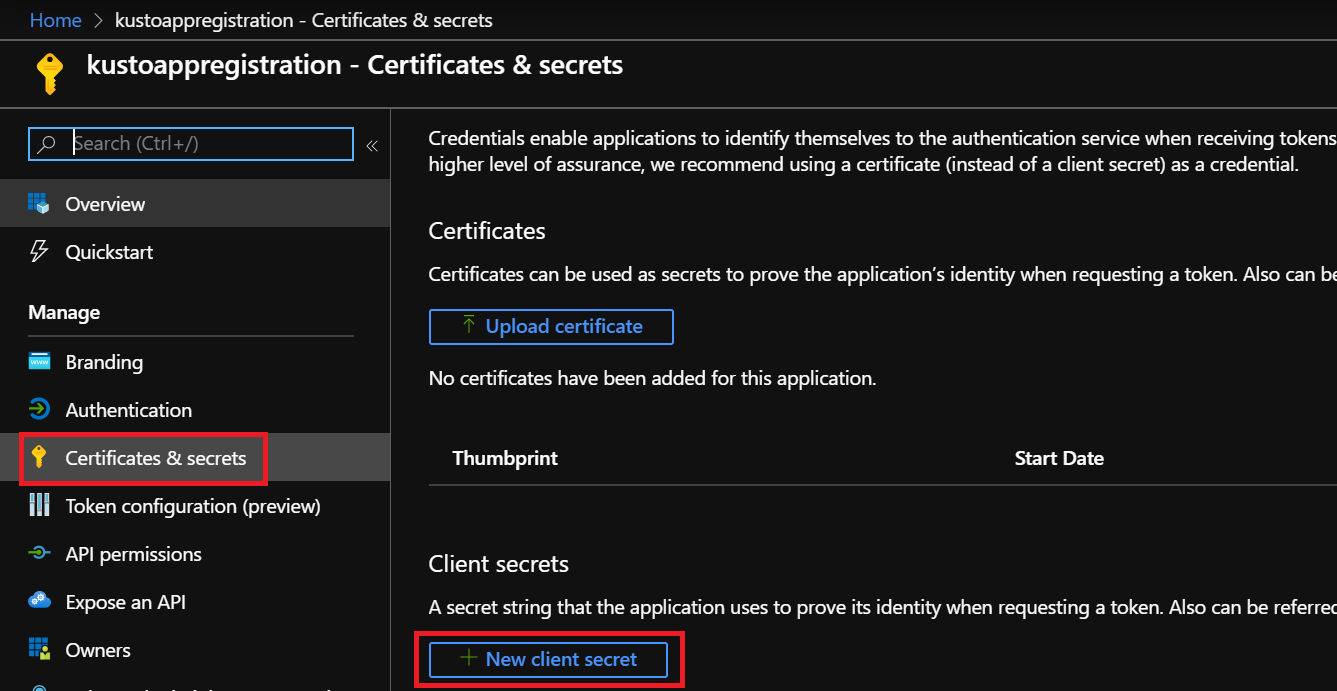 Home > kustoappregistration - Certificates & secrets
kustoappregistration - Certificates & secrets
Search (Ctrl+/)
«
Overview
Quickstart
Manage
www
Branding
Authentication
Certificates & secrets
Token configuration (preview)
API permissions
Expose an API
Owners
Credentials enable applications to identify themselves to the authentication service when receiving tokens
higher level of assurance, we recommend using a certificate (instead of a client secret) as a credential.
Certificates
Certificates can be used as secrets to prove the application’s identity when requesting a token. Also can be
Upload certificate
No certificates have been added for this application.
Thumbprint Start Date
Client secrets
A secret string that the application uses to prove its identity when requesting a token. Also can be referred
New client secret